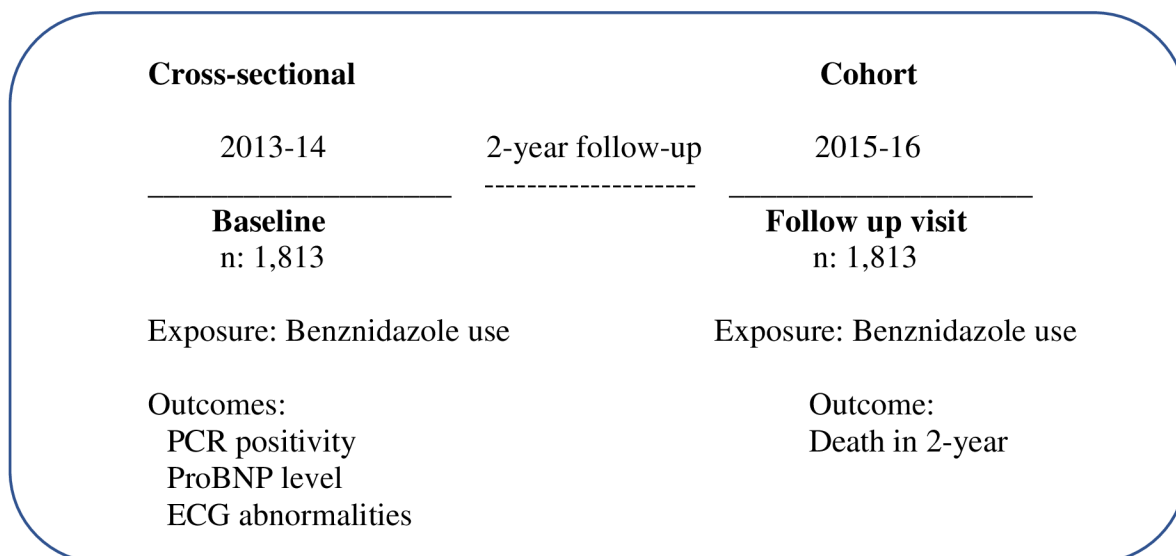 Cross-sectional Cohort
2013-14 2-year follow-up 2015-16
Baseline Follow up visit
n: 1,813 n: 1,813
Exposure: Benznidazole use Exposure: Benznidazole use
Outcomes: Outcome:
PCR positivity Death in 2-year
ProBNP level
ECG abnormalities